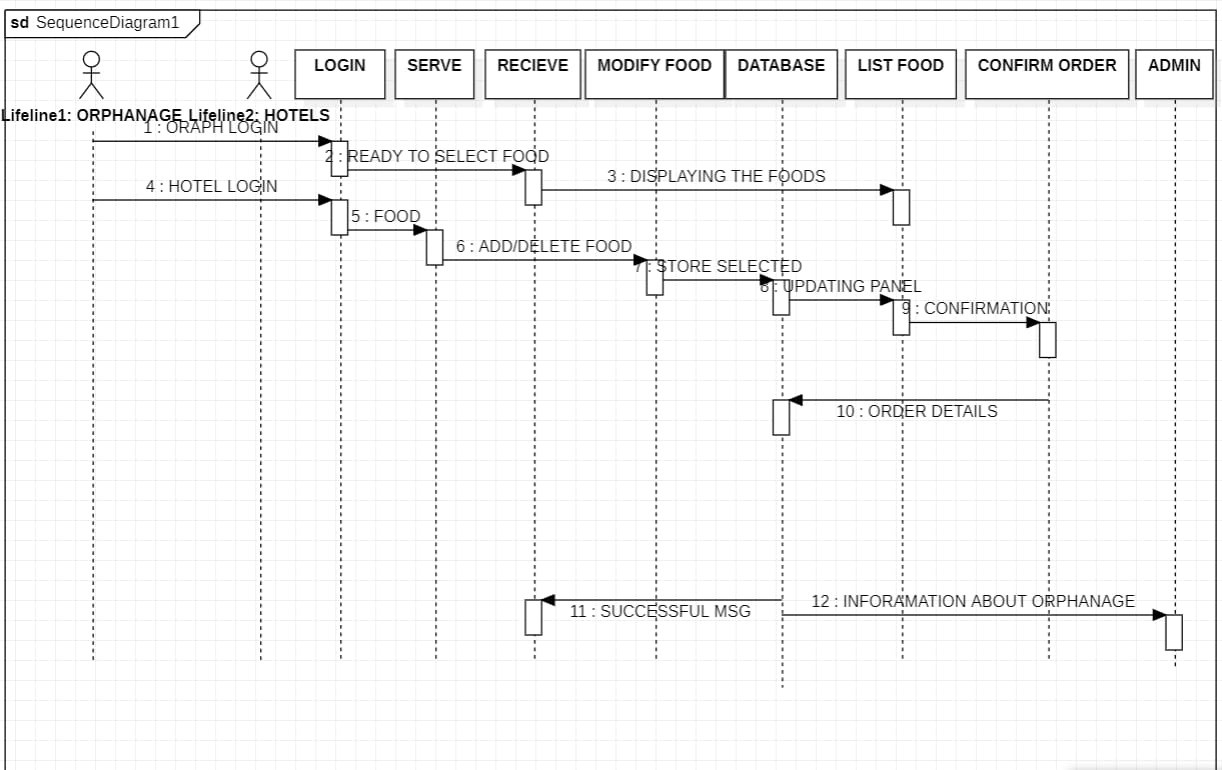 sd SequenceDiagram1
LOGIN SERVE RECIEVE MODIFY FOOD DATABASE LIST FOOD CONFIRM ORDER ADMIN
Lifeline1: ORPHANAGE Lifeline2: HOTELS
1 : ORAPH LOGIN
2 : READY TO SELECT FOOD
3 : DISPLAYING THE FOODS
4 : HOTEL LOGIN
5 : FOOD
6 : ADD/DELETE FOOD
7 : STORE SELECTED
8 : UPDATING PANEL
9 : CONFIRMATION
10 : ORDER DETAILS
11 : SUCCESSFUL MSG
12 : INFORAMATION ABOUT ORPHANAGE